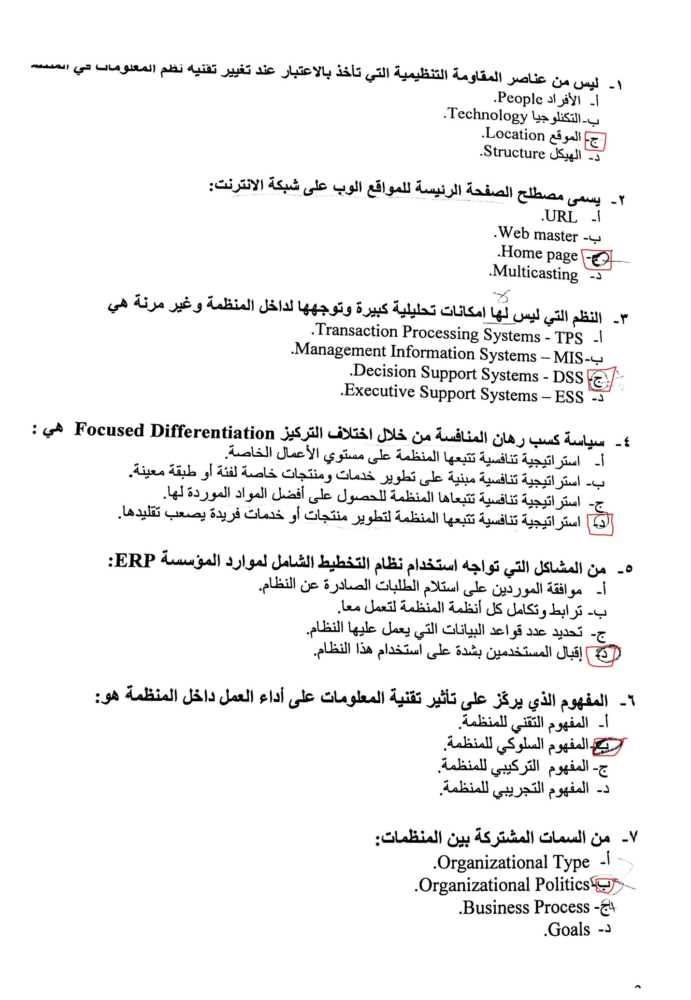 ١- ليس من عناصر المقاومة التنظيمية التي تأخذ بالاعتبار عند تغيير تقنية نظم المعلومات في المنظمة
أ- الأفراد People.
ب- التكنلوجيا Technology.
ج- الموقع Location.
د- الهيكل Structure.
٢- يسمى مصطلح الصفحة الرئيسة للمواقع الوب على شبكة الانترنت:
أ- URL.
ب- Web master.
ج- Home page.
د- Multicasting.
٣- النظم التي ليس لها امكانات تحليلية كبيرة وتوجهها لداخل المنظمة وغير مرنة هي
أ- Transaction Processing Systems - TPS.
ب- Management Information Systems – MIS.
ج- Decision Support Systems - DSS.
د- Executive Support Systems – ESS.
٤- سياسة كسب رهان المنافسة من خلال اختلاف التركيز Focused Differentiation هي :
أ- استراتيجية تنافسية تتبعها المنظمة على مستوي الأعمال الخاصة.
ب- استراتيجية تنافسية مبنية على تطوير خدمات ومنتجات خاصة لفئة أو طبقة معينة.
ج- استراتيجية تنافسية تتبعاها المنظمة للحصول على أفضل المواد الموردة لها.
د- استراتيجية تنافسية تتبعها المنظمة لتطوير منتجات أو خدمات فريدة يصعب تقليدها.
٥- من المشاكل التي تواجه استخدام نظام التخطيط الشامل لموارد المؤسسة ERP:
أ- موافقة الموردين على استلام الطلبات الصادرة عن النظام.
ب- ترابط وتكامل كل أنظمة المنظمة لتعمل معا.
ج- تحديد عدد قواعد البيانات التي يعمل عليها النظام.
د- إقبال المستخدمين بشدة على استخدام هذا النظام.
٦- المفهوم الذي يركّز على تأثير تقنية المعلومات على أداء العمل داخل المنظمة هو:
أ- المفهوم التقني للمنظمة.
ب- المفهوم السلوكي للمنظمة.
ج- المفهوم التركيبي للمنظمة.
د- المفهوم التجريبي للمنظمة.
٧- من السمات المشتركة بين المنظمات:
أ- Organizational Type.
ب- Organizational Politics.
ج- Business Process.
د- Goals.